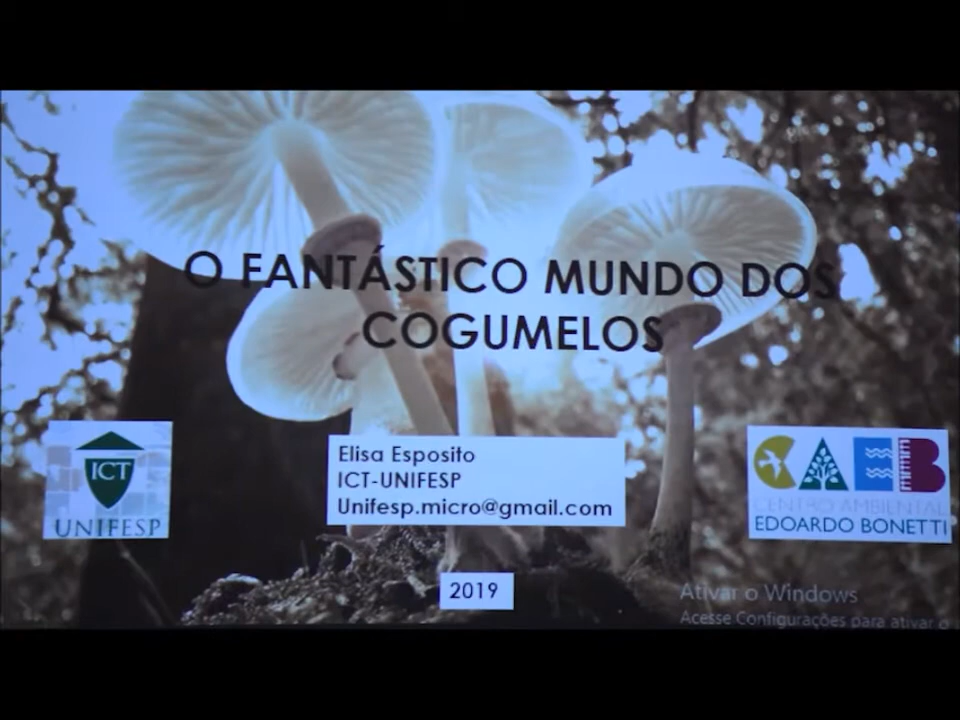 O FANTÁSTICO MUNDO DOS
COGUMELOS
ICT
UNIFESP
Elisa Esposito
ICT-UNIFESP
Unifesp.micro@gmail.com
CAEB
CENTRO AMBIENTAL
EDOARDO BONETTI
2019
Ativar o Windows
Acesse Configurações para ativar o